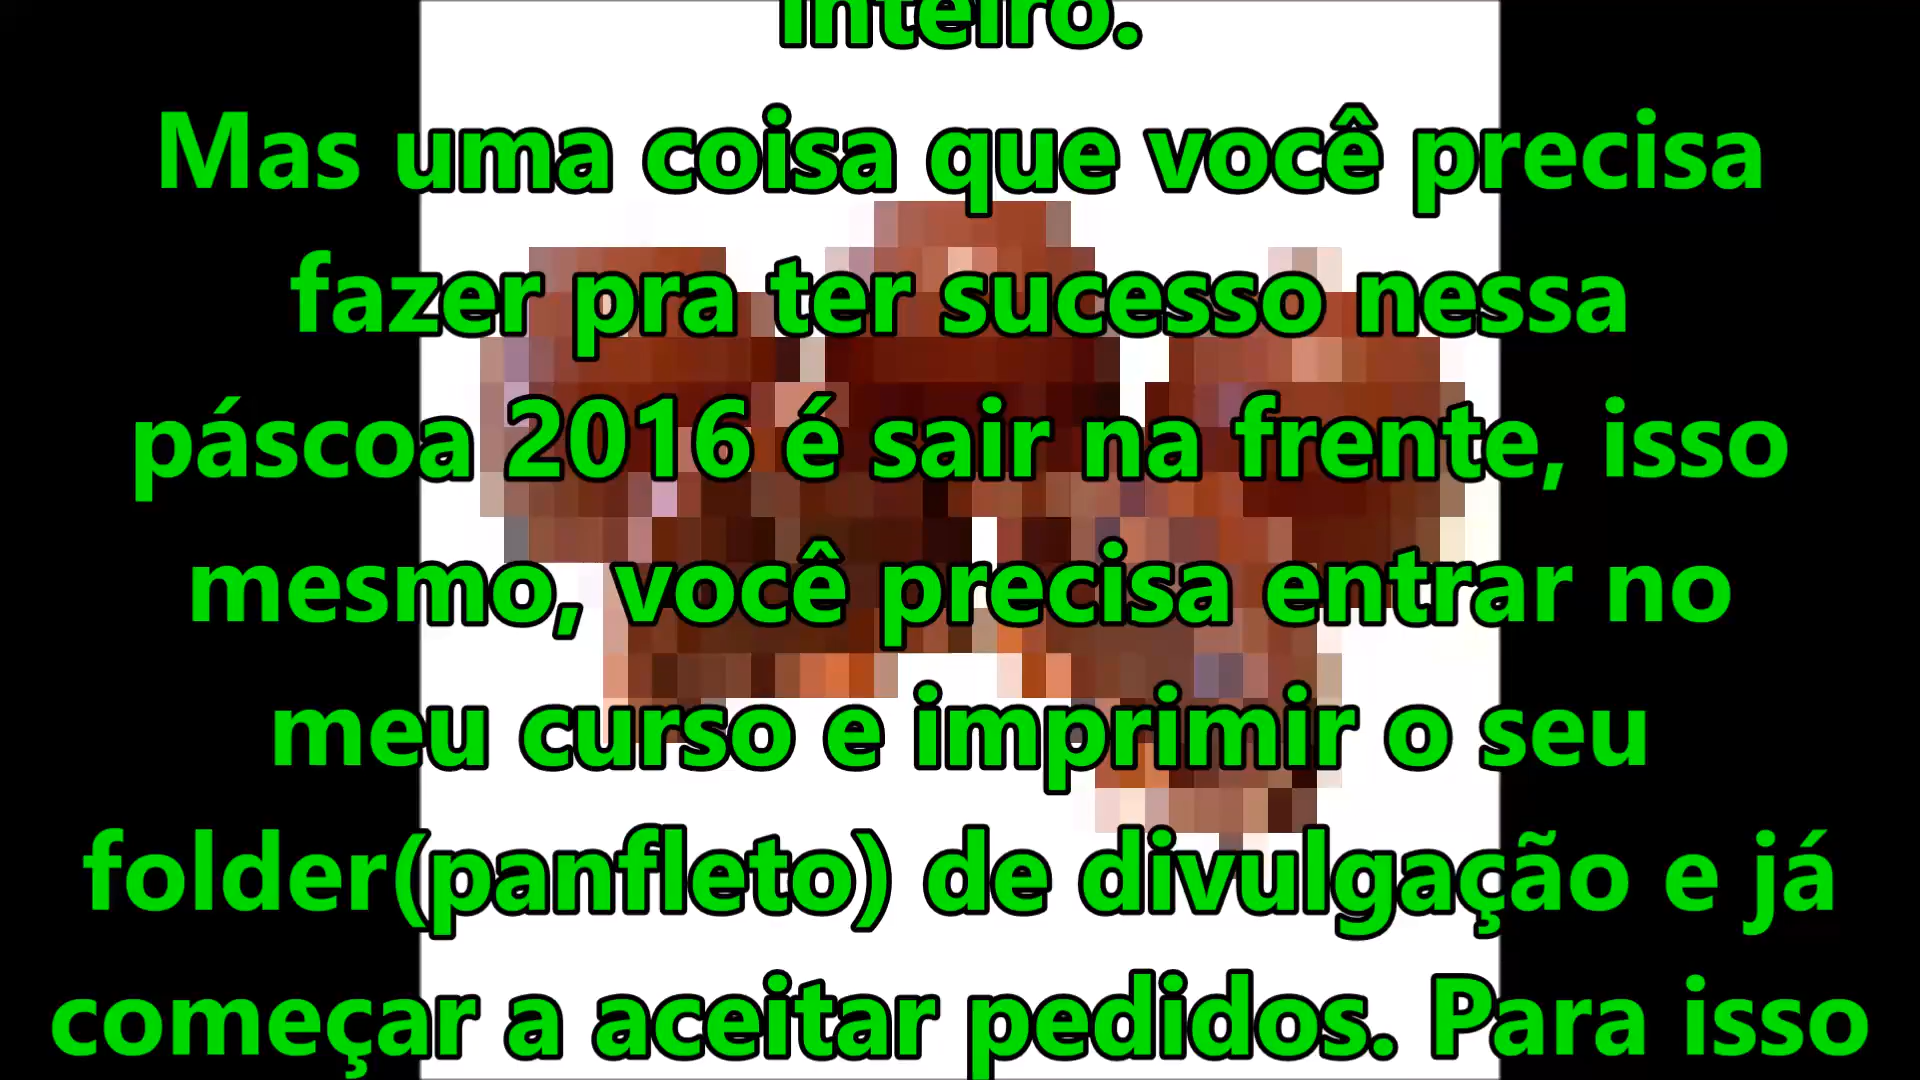 inteiro.
Mas uma coisa que você precisa
fazer pra ter sucesso nessa
páscoa 2016 é sair na frente, isso
mesmo, você precisa entrar no
meu curso e imprimir o seu
folder(panfleto) de divulgação e já
começar a aceitar pedidos. Para isso